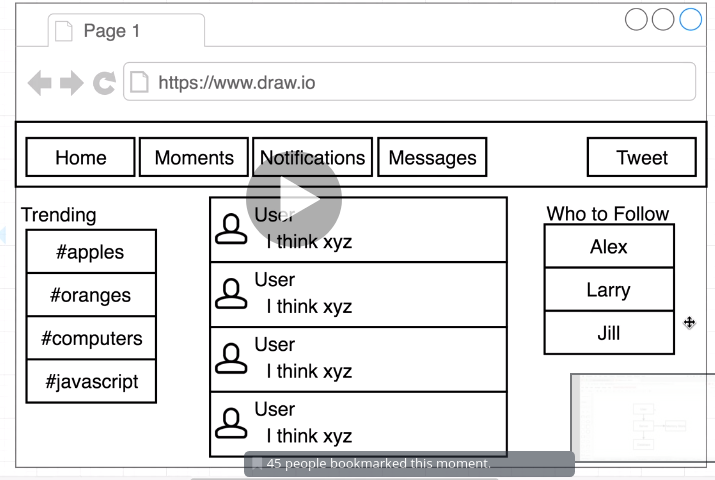 Page 1
https://www.draw.io
Home Moments Notifications Messages Tweet
Trending
#apples
#oranges
#computers
#javascript
User
I think xyz
User
I think xyz
User
I think xyz
User
I think xyz
Who to Follow
Alex
Larry
Jill
45 people bookmarked this moment.